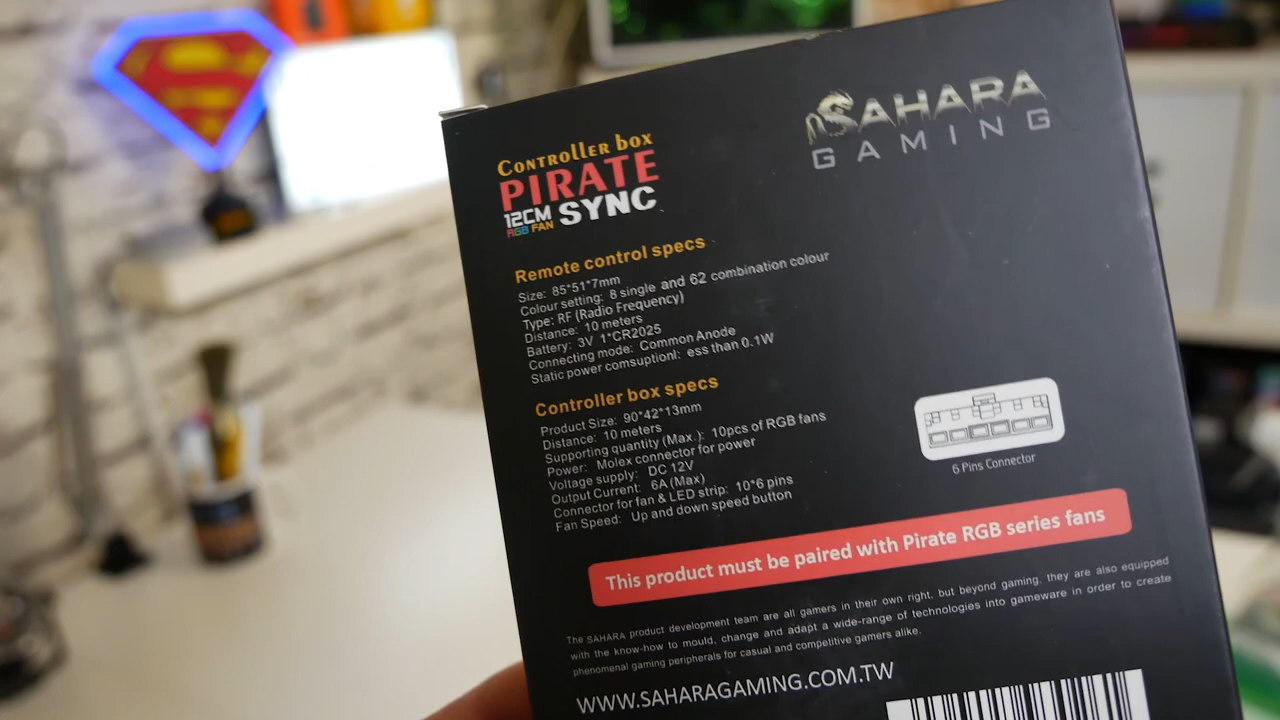 SAHARA
GAMING
CONTROLLER BOX
PIRATE
12CM
RGB FAN
SYNC
Remote control specs
Size: 85*51*7mm
Colour setting: 8 single and 62 combination colour
Type: RF (Radio Frequency)
Distance: 10 meters
Battery: 3V 1*CR2025
Connecting mode: Common Anode
Static power comsuptionl: ess than 0.1W
Controller box specs
Product Size: 90*42*13mm
Distance: 10 meters
Supporting quantity (Max.): 10pcs of RGB fans
Power: Molex connector for power
Voltage supply: DC 12V
Output Current: 6A (Max)
Connector for fan & LED strip: 10*6 pins
Fan Speed: Up and down speed button
6 Pins Connector
This product must be paired with Pirate RGB series fans
The SAHARA product development team are all gamers in their own right, but beyond gaming, they are also equipped
with the know-how to mould, change and adapt a wide-range of technologies into gameware in order to create
phenomenal gaming peripherals for casual and competitive gamers alike.
WWW.SAHARAGAMING.COM.TW